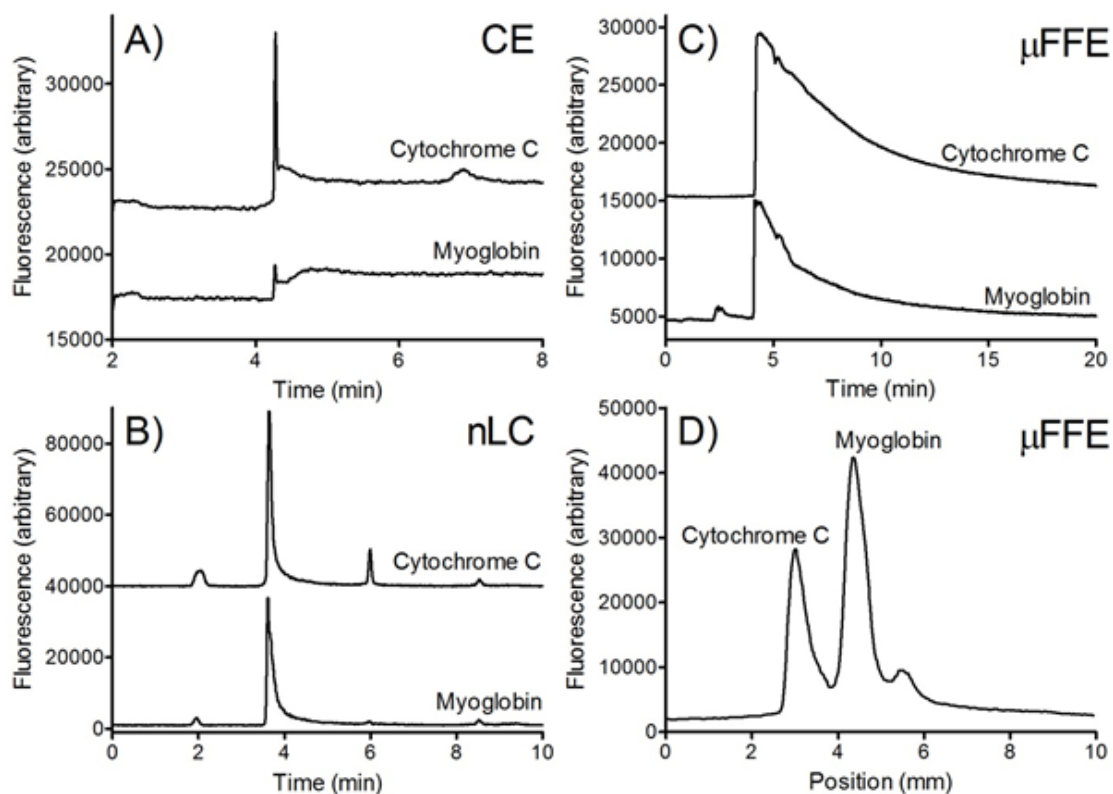 A) CE
Fluorescence (arbitrary)
30000
25000
20000
15000
Cytochrome C
Myoglobin
2 4 6 8
Time (min)
C) μFFE
Fluorescence (arbitrary)
30000
25000
20000
15000
10000
5000
Cytochrome C
Myoglobin
0 5 10 15 20
Time (min)
B) nLC
Fluorescence (arbitrary)
80000
60000
40000
20000
0
Cytochrome C
Myoglobin
0 2 4 6 8 10
Time (min)
D) μFFE
Fluorescence (arbitrary)
50000
40000
30000
20000
10000
0
Myoglobin
Cytochrome C
0 2 4 6 8 10
Position (mm)